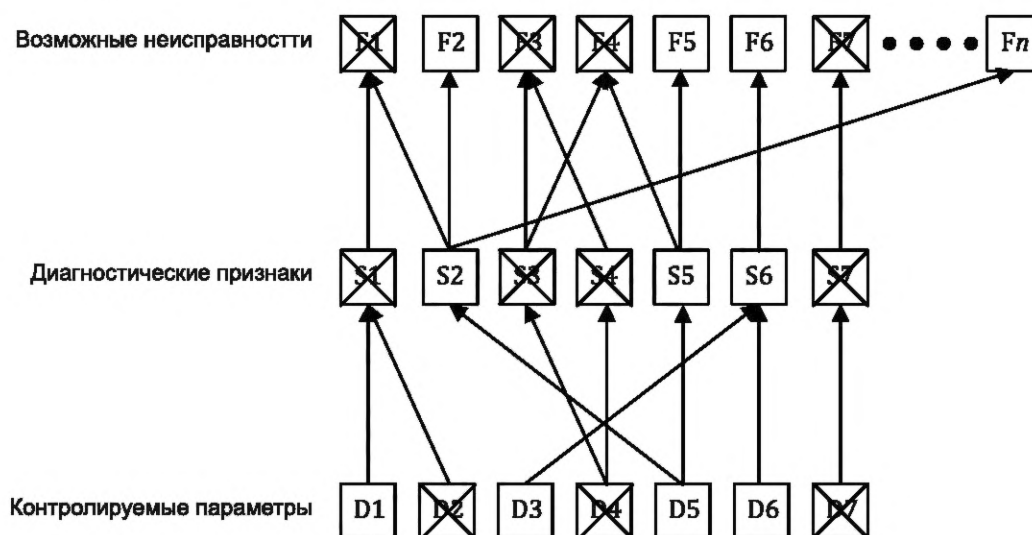 Возможные неисправностти F1 F2 F3 F4 F5 F6 F7 Fn
Диагностические признаки S1 S2 S3 S4 S5 S6 S7
Контролируемые параметры D1 D2 D3 D4 D5 D6 D7